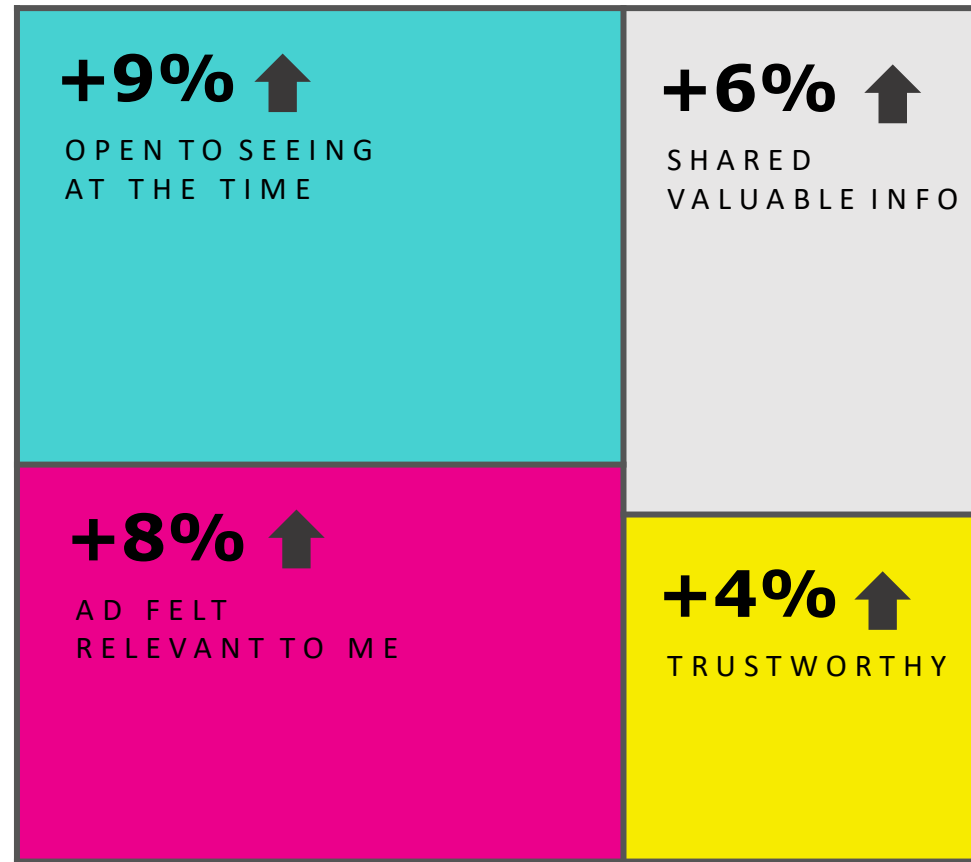 +9%
OPEN TO SEEING
AT THE TIME
+6%
SHARED
VALUABLE INFO
+8%
AD FELT
RELEVANT TO ME
+4%
TRUSTWORTHY